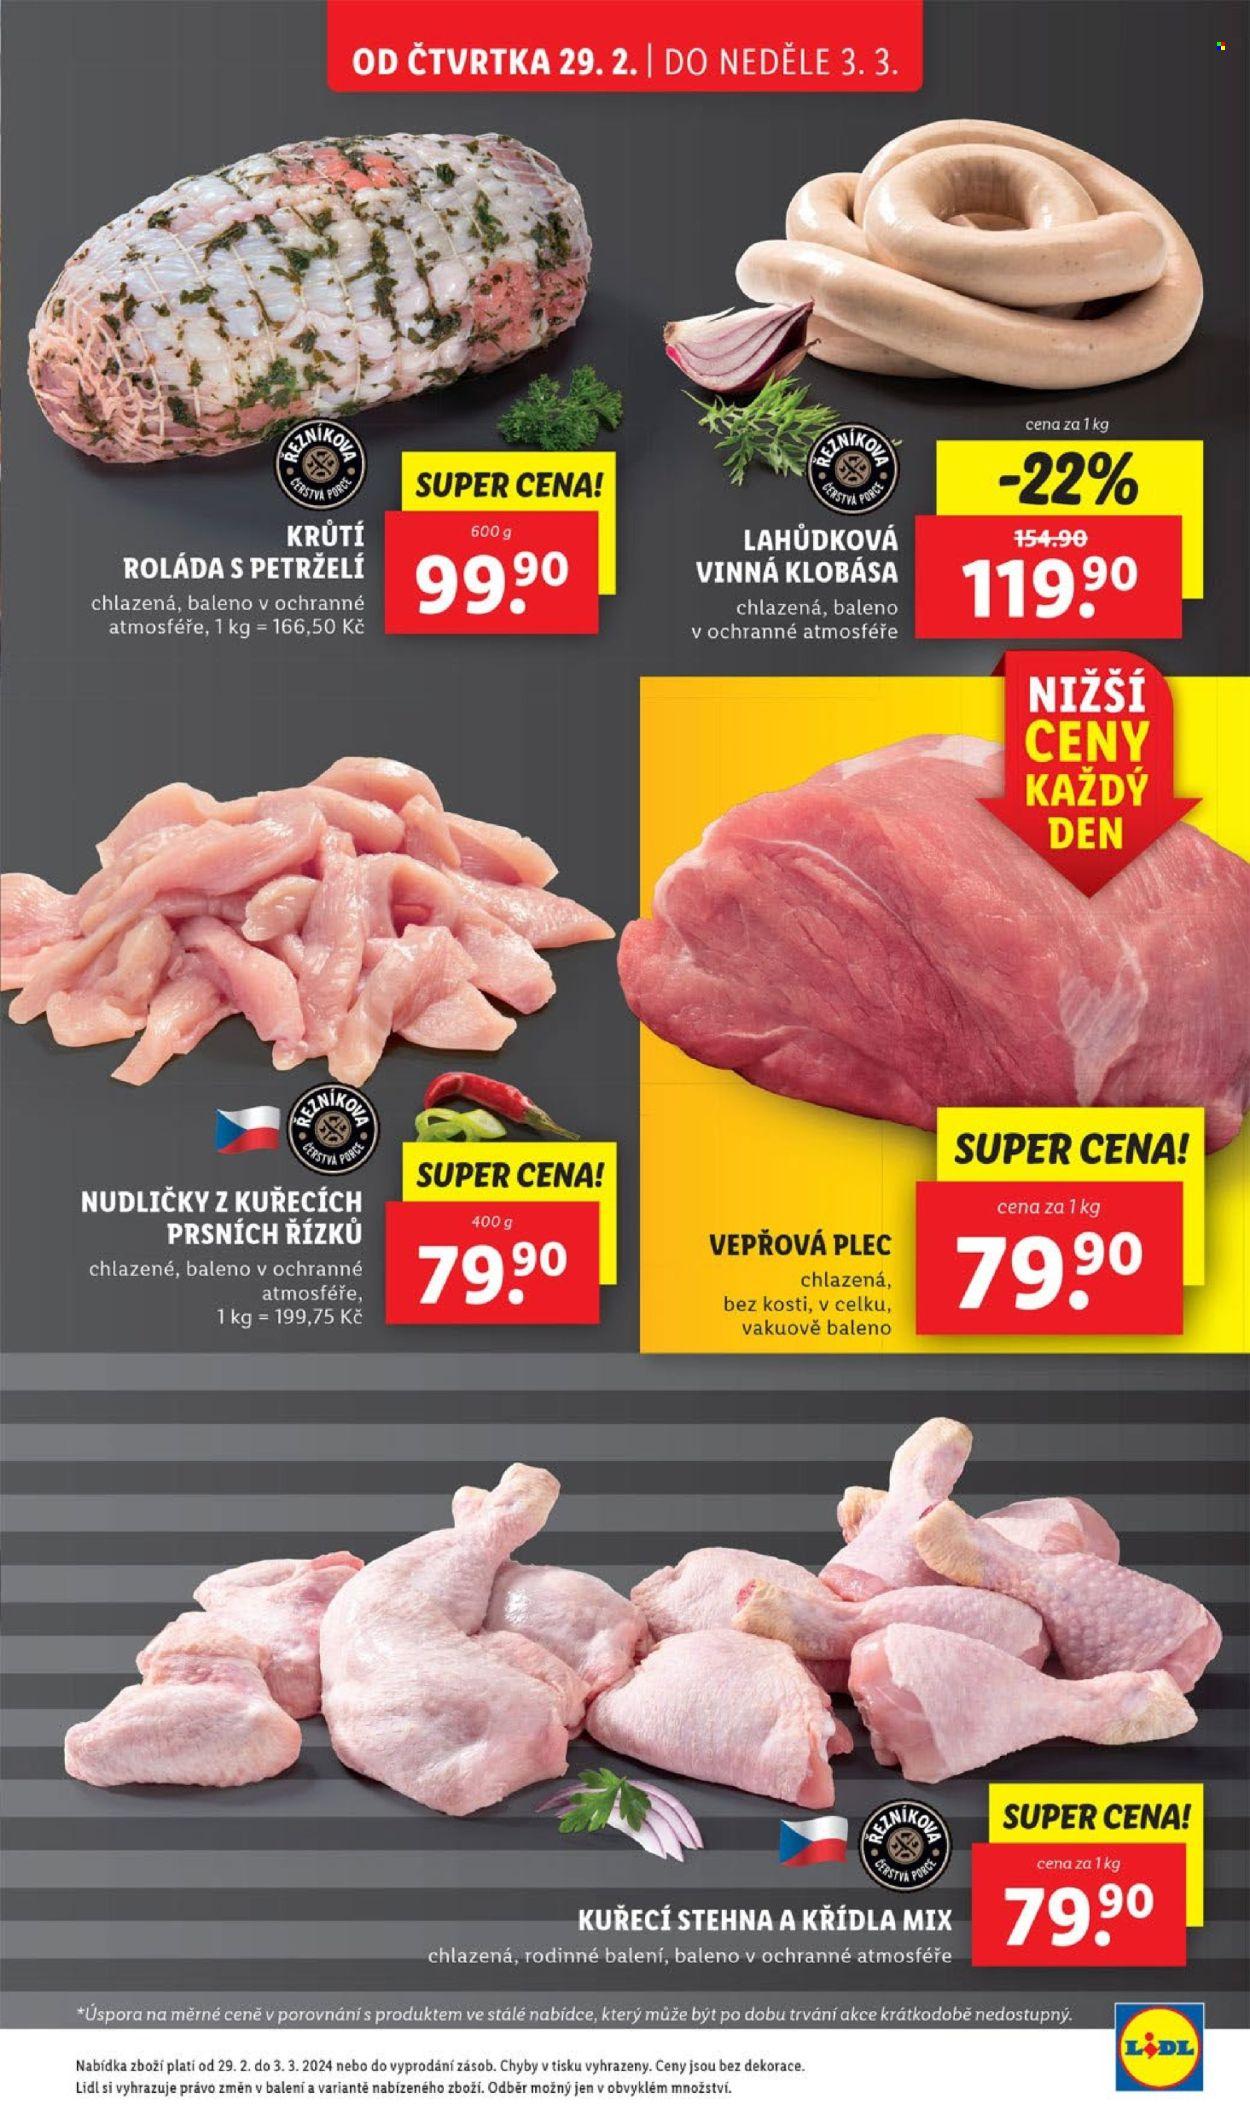 OD ČTVRTKA 29. 2. | DO NEDĚLE 3. 3.
ŘEZNÍKOVA
ČERSTVÁ PORCE
SUPER CENA!
KRŮTÍ
ROLÁDA S PETRŽELÍ
chlazená, baleno v ochranné
atmosféře, 1 kg = 166,50 Kč
600 g
99.90
ŘEZNÍKOVA
ČERSTVÁ PORCE
cena za 1 kg
-22%
LAHŮDKOVÁ
VINNÁ KLOBÁSA
chlazená, baleno
v ochranné atmosféře
154.90
119.90
NIŽŠÍ
CENY
KAŽDÝ
DEN
ŘEZNÍKOVA
ČERSTVÁ PORCE
SUPER CENA!
NUDLIČKY Z KUŘECÍCH
PRSNÍCH ŘÍZKŮ
chlazené, baleno v ochranné
atmosféře,
1 kg = 199,75 Kč
400 g
79.90
SUPER CENA!
VEPŘOVÁ PLEC
chlazená,
bez kosti, v celku,
vakuově baleno
cena za 1 kg
79.90
ŘEZNÍKOVA
ČERSTVÁ PORCE
SUPER CENA!
KUŘECÍ STEHNA A KŘÍDLA MIX
chlazená, rodinné balení, baleno v ochranné atmosféře
cena za 1 kg
79.90
*Úspora na měrné ceně v porovnání s produktem ve stálé nabídce, který může být po dobu trvání akce krátkodobě nedostupný.
Nabídka zboží platí od 29. 2. do 3. 3. 2024 nebo do vyprodání zásob. Chyby v tisku vyhrazeny. Ceny jsou bez dekorace.
Lidl si vyhrazuje právo změn v balení a variantě nabízeného zboží. Odběr možný jen v obvyklém množství.
LIDL